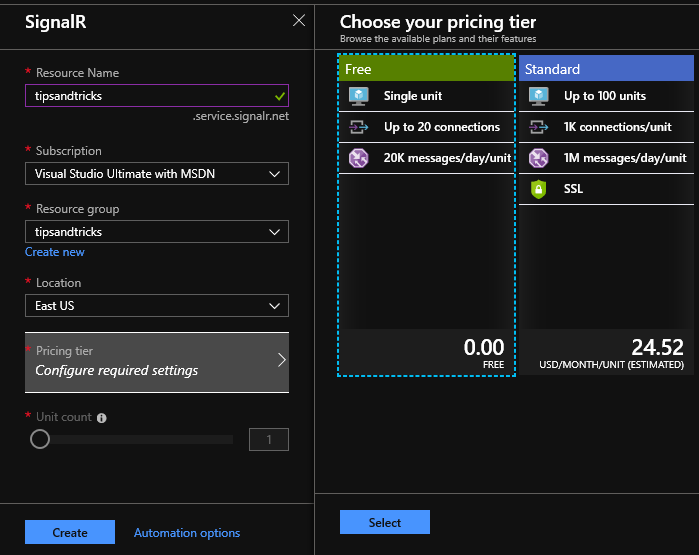 SignalR
* Resource Name
tipsandtricks
.service.signalr.net
* Subscription
Visual Studio Ultimate with MSDN
* Resource group
tipsandtricks
Create new
* Location
East US
* Pricing tier
Configure required settings
* Unit count
1
Create
Automation options
Choose your pricing tier
Browse the available plans and their features
Free
Single unit
Up to 20 connections
20K messages/day/unit
0.00
FREE
Standard
Up to 100 units
1K connections/unit
1M messages/day/unit
SSL
24.52
USD/MONTH/UNIT (ESTIMATED)
Select